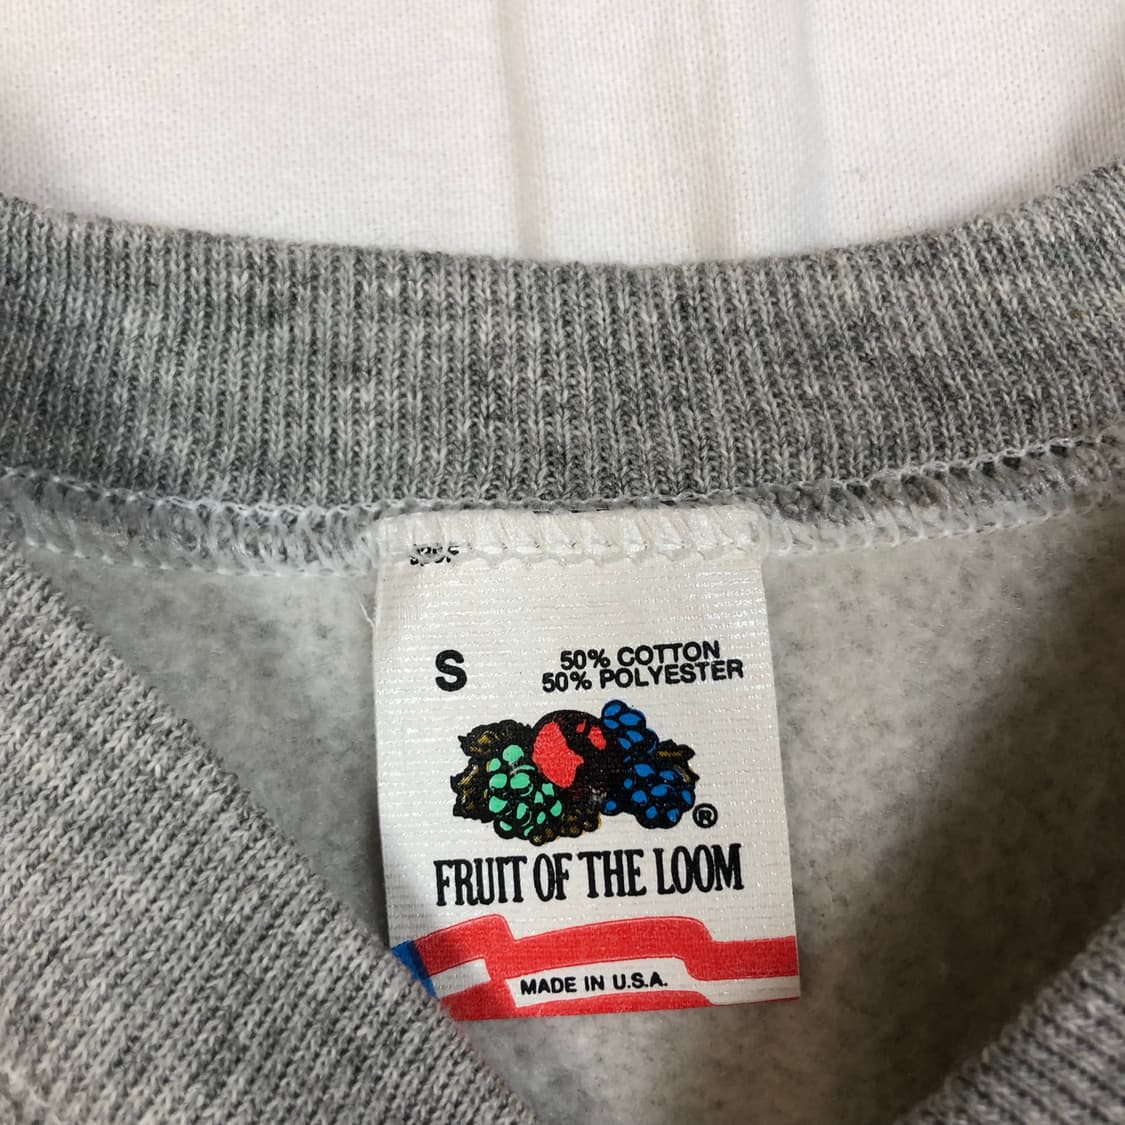 S
50% COTTON
50% POLYESTER
®
FRUIT OF THE LOOM
MADE IN U.S.A.